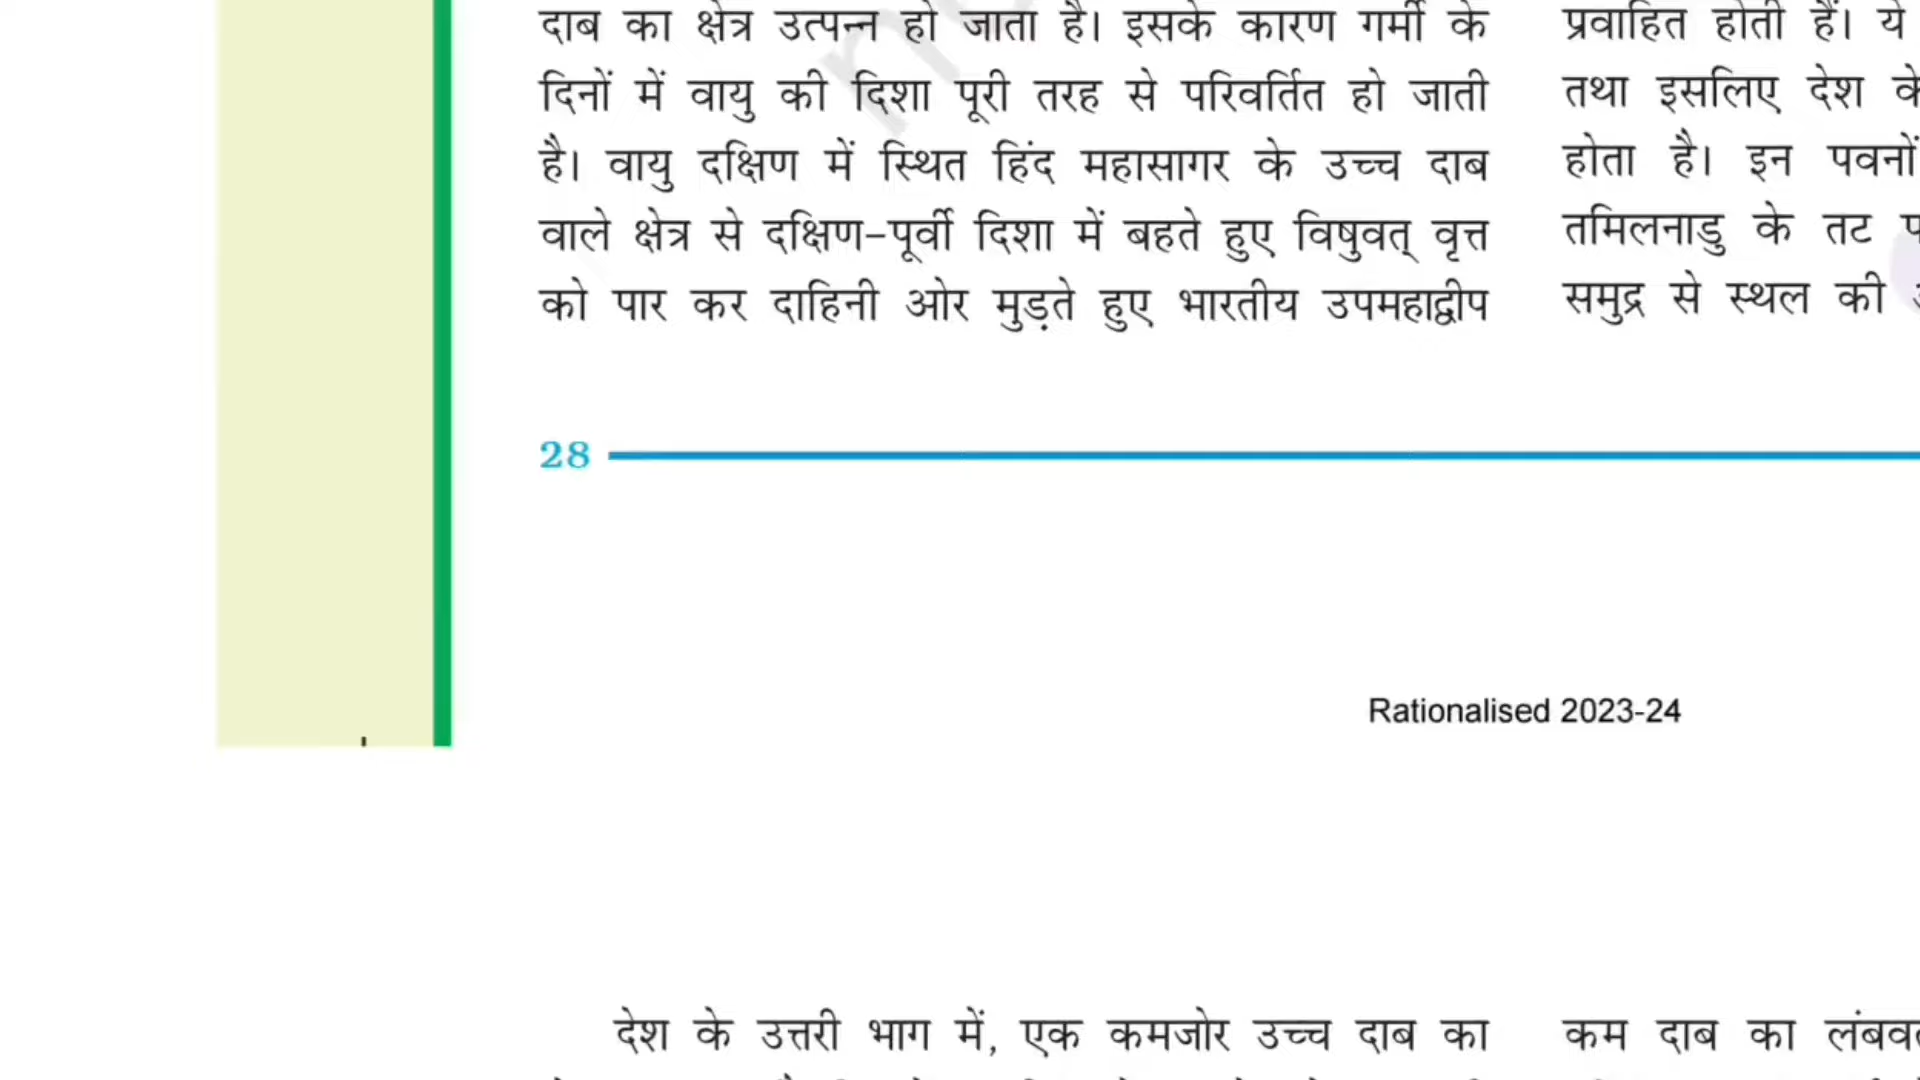 दाब का क्षेत्र उत्पन्न हो जाता है। इसके कारण गर्मी के
दिनों में वायु की दिशा पूरी तरह से परिवर्तित हो जाती
है। वायु दक्षिण में स्थित हिंद महासागर के उच्च दाब
वाले क्षेत्र से दक्षिण-पूर्वी दिशा में बहते हुए विषुवत् वृत्त
को पार कर दाहिनी ओर मुड़ते हुए भारतीय उपमहाद्वीप
प्रवाहित होती हैं। ये
तथा इसलिए देश के
होता है। इन पवनों
तमिलनाडु के तट
समुद्र से स्थल की
28
Rationalised 2023-24
देश के उत्तरी भाग में, एक कमजोर उच्च दाब का
कम दाब का